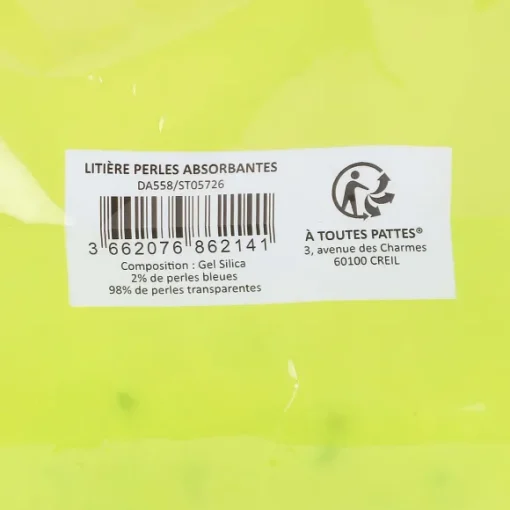 LITIÈRE PERLES ABSORBANTES
DA558/ST05726
3 662076 862141
Composition : Gel Silica
2% de perles bleues
98% de perles transparentes
À TOUTES PATTES®
3, avenue des Charmes
60100 CREIL